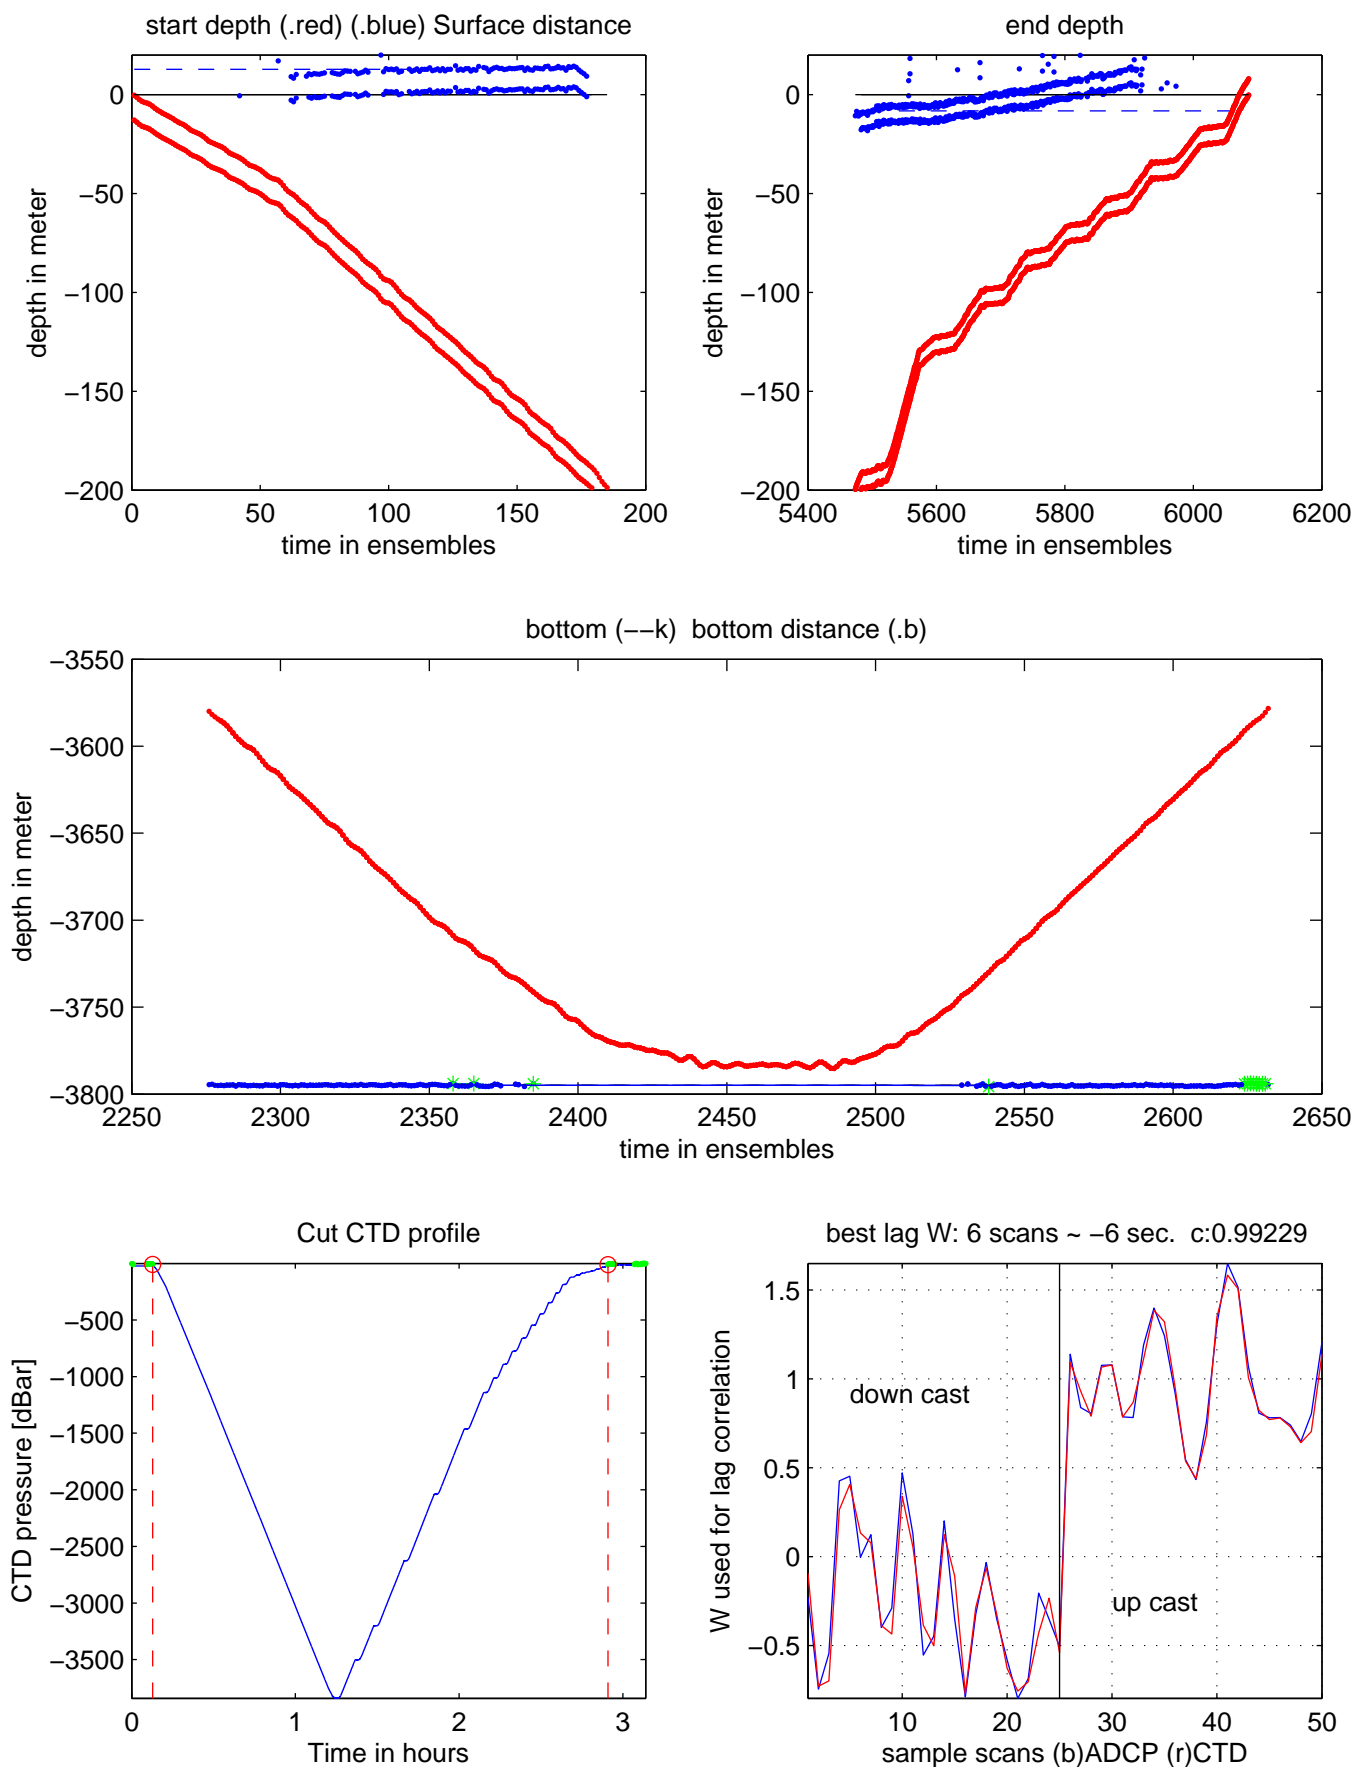 start depth (.red) (.blue) Surface distance
0
−50
−100
−150
−200
depth in meter
0 50 100 150 200
time in ensembles
end depth
0
−50
−100
−150
−200
depth in meter
5400 5600 5800 6000 6200
time in ensembles
bottom (−−k)  bottom distance (.b)
−3550
−3600
−3650
−3700
−3750
−3800
depth in meter
2250 2300 2350 2400 2450 2500 2550 2600 2650
time in ensembles
Cut CTD profile
−500
−1000
−1500
−2000
−2500
−3000
−3500
CTD pressure [dBar]
0 1 2 3
Time in hours
best lag W: 6 scans ~ −6 sec.  c:0.99229
1.5
1
0.5
0
−0.5
W used for lag correlation
down cast
up cast
10 20 30 40 50
sample scans (b)ADCP (r)CTD